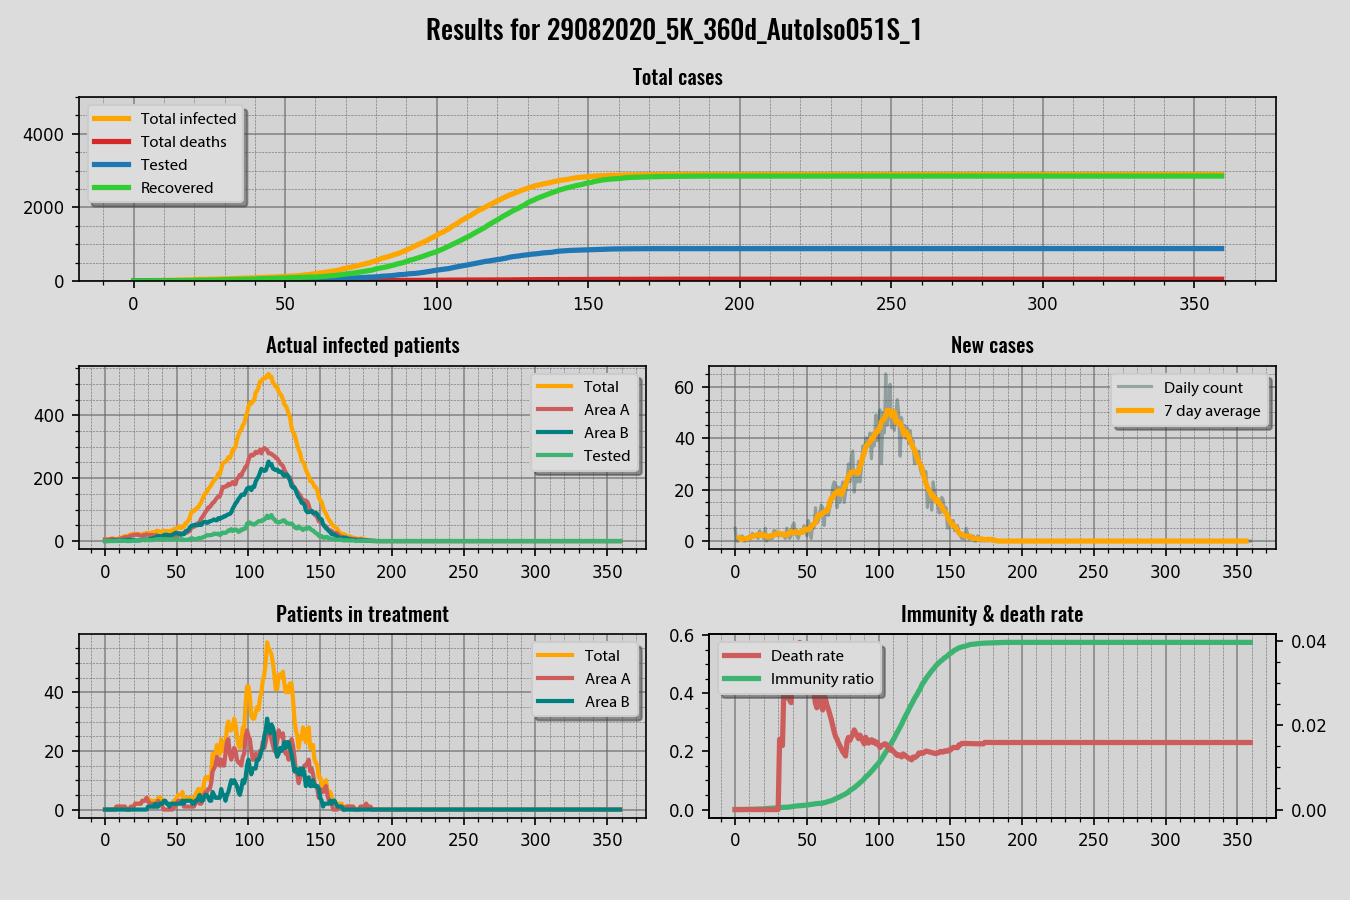 Results for 29082020_5K_360d_AutoIso051S_1
Total cases
Total infected
Total deaths
Tested
Recovered
4000
2000
0
0 50 100 150 200 250 300 350
Actual infected patients
Total
Area A
Area B
Tested
400
200
0
0 50 100 150 200 250 300 350
New cases
Daily count
7 day average
60
40
20
0
0 50 100 150 200 250 300 350
Patients in treatment
Total
Area A
Area B
40
20
0
0 50 100 150 200 250 300 350
Immunity & death rate
Death rate
Immunity ratio
0.6
0.4
0.2
0.0
0.04
0.02
0.00
0 50 100 150 200 250 300 350